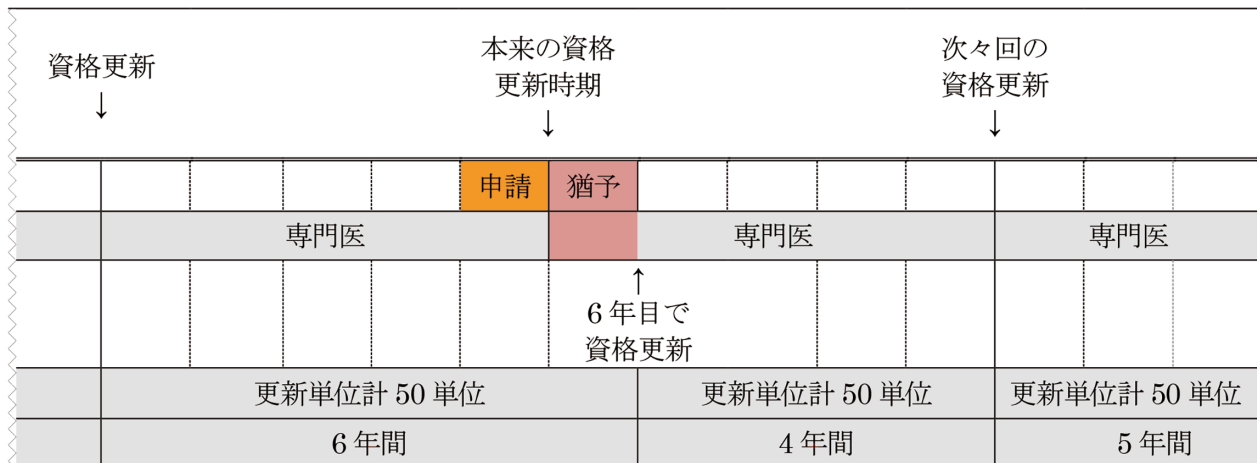 資格更新
本来の資格
更新時期
次々回の
資格更新
↓
↓
↓
申請
猶予
専門医
専門医
専門医
↑
6年目で
資格更新
更新単位計 50 単位
更新単位計 50 単位
更新単位計 50 単位
6 年間
4 年間
5 年間